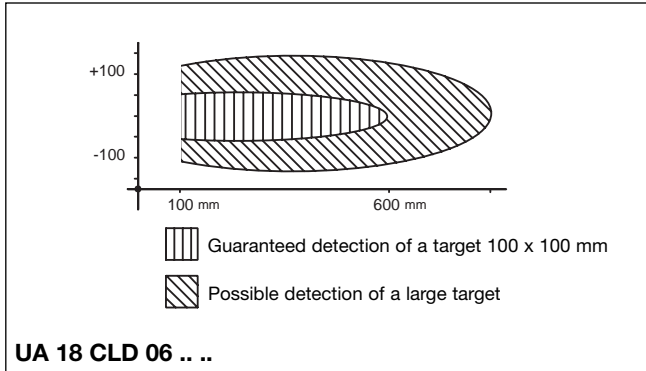 +100
-100
100 mm
600 mm
Guaranteed detection of a target 100 x 100 mm
Possible detection of a large target
UA 18 CLD 06 .. ..